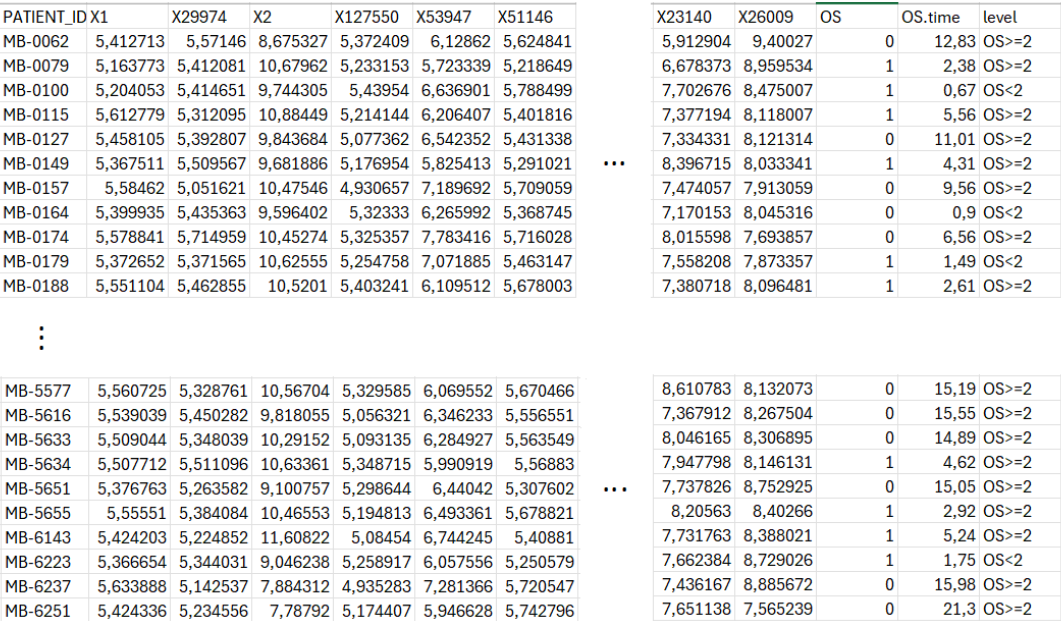 PATIENT_ID X1 X29974 X2 X127550 X53947 X51146 X23140 X26009 OS OS.time level
MB-0062 5,412713 5,57146 8,675327 5,372409 6,12862 5,624841 5,912904 9,40027 0 12,83 OS>=2
MB-0079 5,163773 5,412081 10,67962 5,233153 5,723339 5,218649 6,678373 8,959534 1 2,38 OS>=2
MB-0100 5,204053 5,414651 9,744305 5,43954 6,636901 5,788499 7,702676 8,475007 1 0,67 OS<2
MB-0115 5,612779 5,312095 10,88449 5,214144 6,206407 5,401816 7,377194 8,118007 1 5,56 OS>=2
MB-0127 5,458105 5,392807 9,843684 5,077362 6,542352 5,431338 7,334331 8,121314 0 11,01 OS>=2
MB-0149 5,367511 5,509567 9,681886 5,176954 5,825413 5,291021 ... 8,396715 8,033341 1 4,31 OS>=2
MB-0157 5,58462 5,051621 10,47546 4,930657 7,189692 5,709059 7,474057 7,913059 0 9,56 OS>=2
MB-0164 5,399935 5,435363 9,596402 5,32333 6,265992 5,368745 7,170153 8,045316 0 0,9 OS<2
MB-0174 5,578841 5,714959 10,45274 5,325357 7,783416 5,716028 8,015598 7,693857 0 6,56 OS>=2
MB-0179 5,372652 5,371565 10,62555 5,254758 7,071885 5,463147 7,558208 7,873357 1 1,49 OS<2
MB-0188 5,551104 5,462855 10,5201 5,403241 6,109512 5,678003 7,380718 8,096481 1 2,61 OS>=2
⋮
MB-5577 5,560725 5,328761 10,56704 5,329585 6,069552 5,670466 8,610783 8,132073 0 15,19 OS>=2
MB-5616 5,539039 5,450282 9,818055 5,056321 6,346233 5,556551 7,367912 8,267504 0 15,55 OS>=2
MB-5633 5,509044 5,348039 10,29152 5,093135 6,284927 5,563549 8,046165 8,306895 0 14,89 OS>=2
MB-5634 5,507712 5,511096 10,63361 5,348715 5,990919 5,56883 7,947798 8,146131 1 4,62 OS>=2
MB-5651 5,376763 5,263582 9,100757 5,298644 6,44042 5,307602 ... 7,737826 8,752925 0 15,05 OS>=2
MB-5655 5,55551 5,384084 10,46553 5,194813 6,493361 5,678821 8,20563 8,40266 1 2,92 OS>=2
MB-6143 5,424203 5,224852 11,60822 5,08454 6,744245 5,40881 7,731763 8,388021 1 5,24 OS>=2
MB-6223 5,366654 5,344031 9,046238 5,258917 6,057556 5,250579 7,662384 8,729026 1 1,75 OS<2
MB-6237 5,633888 5,142537 7,884312 4,935283 7,281366 5,720547 7,436167 8,885672 0 15,98 OS>=2
MB-6251 5,424336 5,234556 7,78792 5,174407 5,946628 5,742796 7,651138 7,565239 0 21,3 OS>=2